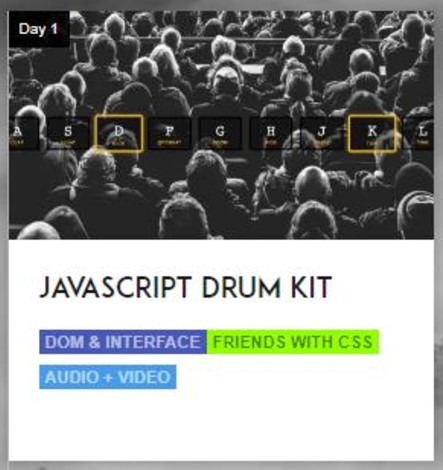 Day 1
A S D F G H J K L
JAVASCRIPT DRUM KIT
DOM & INTERFACE FRIENDS WITH CSS
AUDIO + VIDEO